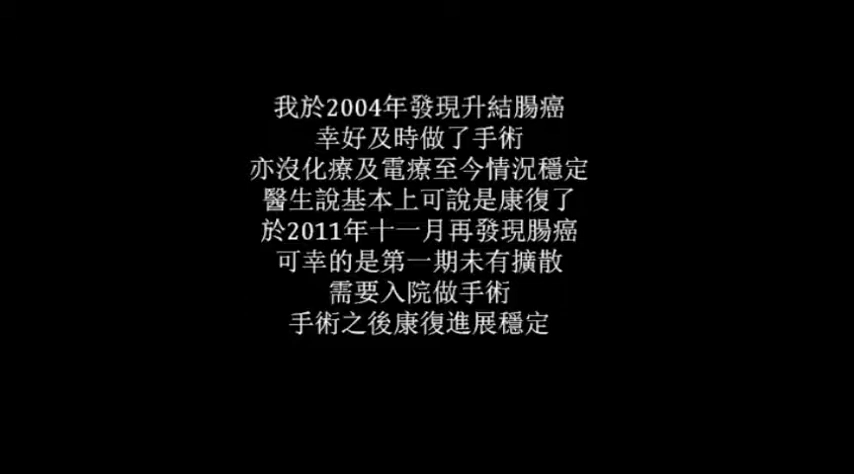 我於2004年發現升結腸癌
幸好及時做了手術
亦沒化療及電療至今情況穩定
醫生說基本上可說是康復了
於2011年十一月再發現腸癌
可幸的是第一期未有擴散
需要入院做手術
手術之後康復進展穩定